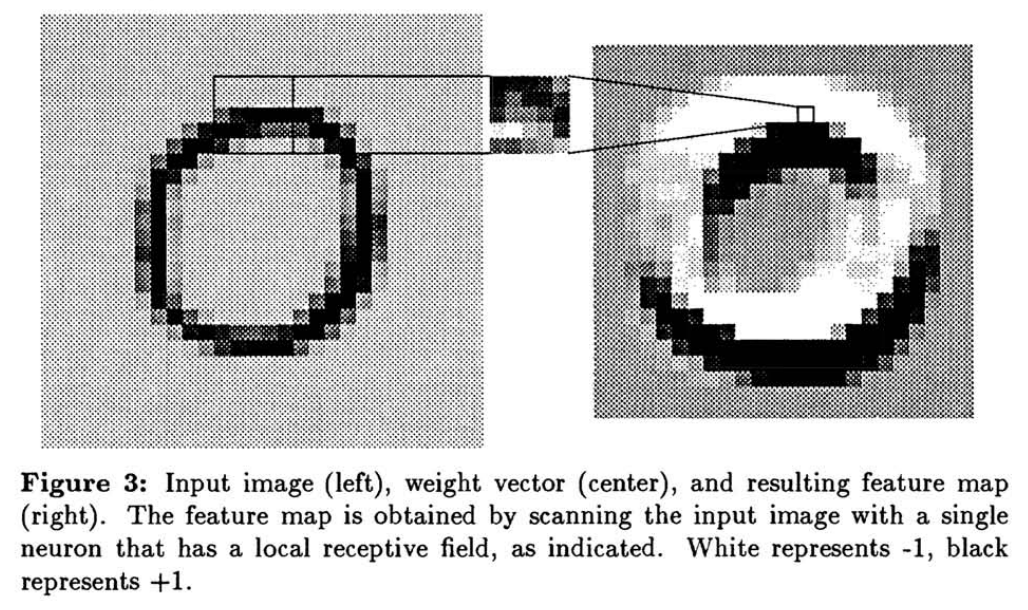 Figure 3: Input image (left), weight vector (center), and resulting feature map
(right). The feature map is obtained by scanning the input image with a single
neuron that has a local receptive field, as indicated. White represents -1, black
represents +1.